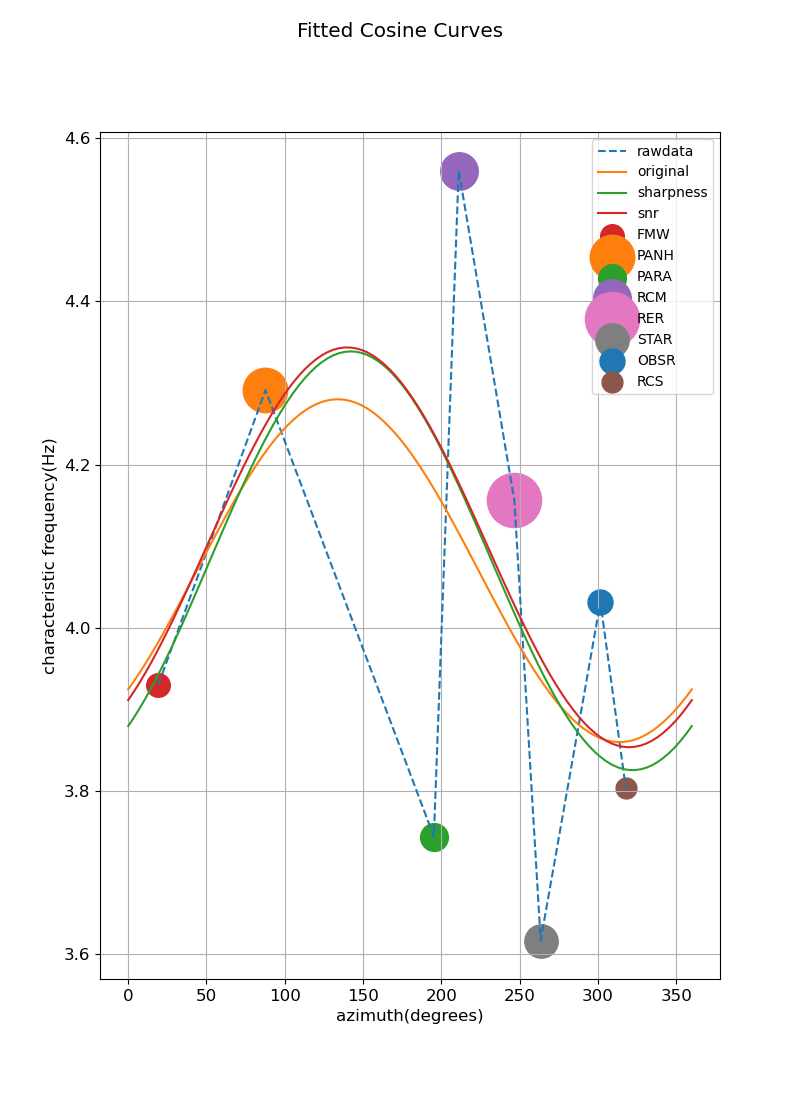 Fitted Cosine Curves
4.6
4.4
4.2
4.0
3.8
3.6
characteristic frequency(Hz)
rawdata
original
sharpness
snr
FMW
PANH
PARA
RCM
RER
STAR
OBSR
RCS
0 50 100 150 200 250 300 350
azimuth(degrees)